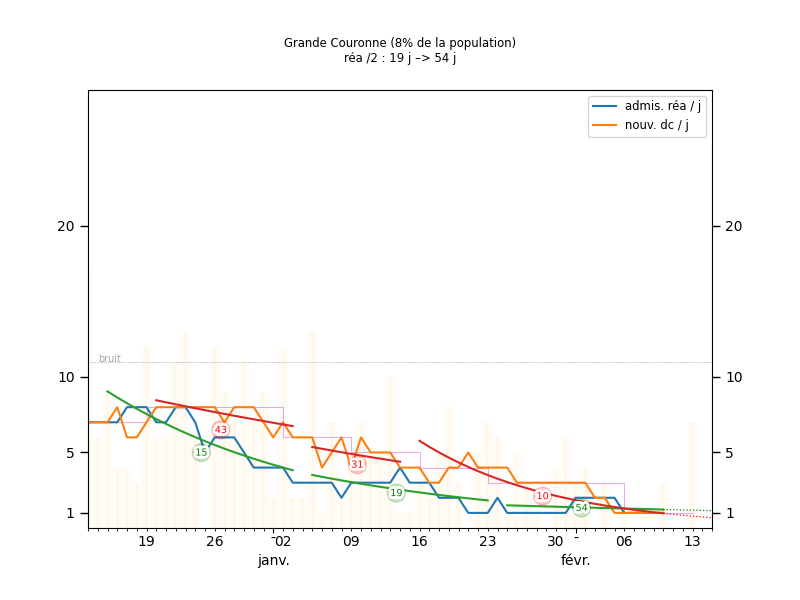 Grande Couronne (8% de la population)
réa /2 : 19 j –> 54 j
admis. réa / j
nouv. dc / j
20 20
bruit
10 10
43
15
5 5
31
19
10
54
1 1
19 26 02 09 16 23 30 06 13
janv. févr.